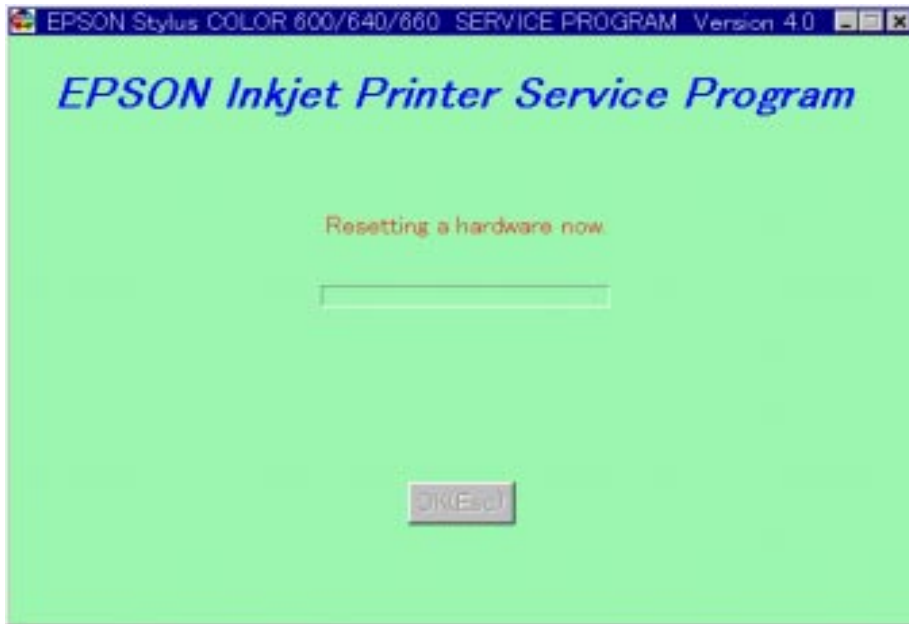 EPSON Stylus COLOR 600/640/660 SERVICE PROGRAM Version 4.0
EPSON Inkjet Printer Service Program
Resetting a hardware now.
OK(Esc)